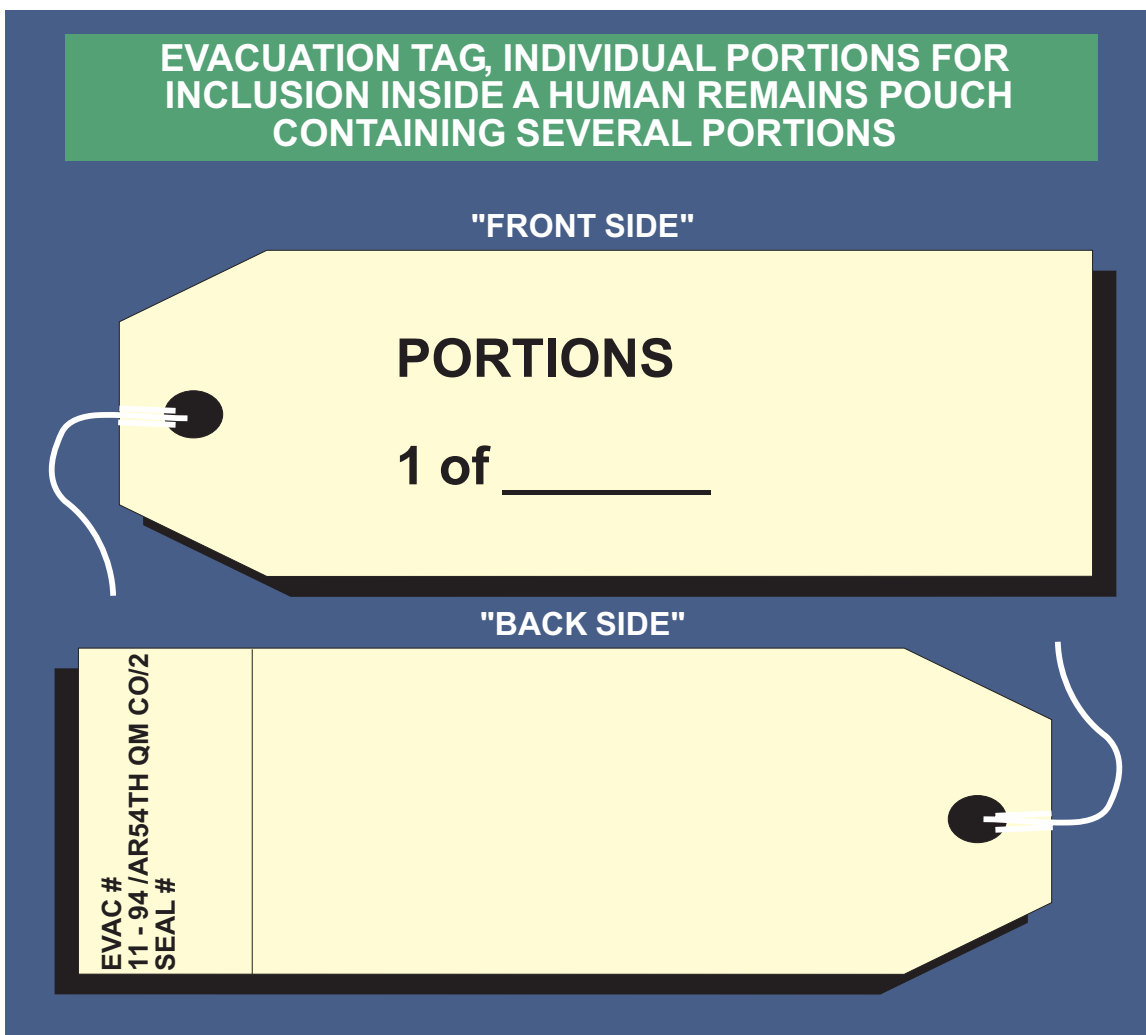 EVACUATION TAG, INDIVIDUAL PORTIONS FOR
INCLUSION INSIDE A HUMAN REMAINS POUCH
CONTAINING SEVERAL PORTIONS
"FRONT SIDE"
PORTIONS
1 of ________
"BACK SIDE"
EVAC #
11 - 94 /AR54TH QM CO/2
SEAL #